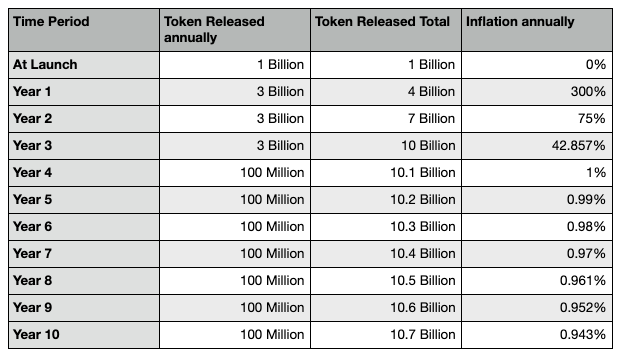 Time Period Token Released annually Token Released Total Inflation annually
At Launch 1 Billion 1 Billion 0%
Year 1 3 Billion 4 Billion 300%
Year 2 3 Billion 7 Billion 75%
Year 3 3 Billion 10 Billion 42.857%
Year 4 100 Million 10.1 Billion 1%
Year 5 100 Million 10.2 Billion 0.99%
Year 6 100 Million 10.3 Billion 0.98%
Year 7 100 Million 10.4 Billion 0.97%
Year 8 100 Million 10.5 Billion 0.961%
Year 9 100 Million 10.6 Billion 0.952%
Year 10 100 Million 10.7 Billion 0.943%